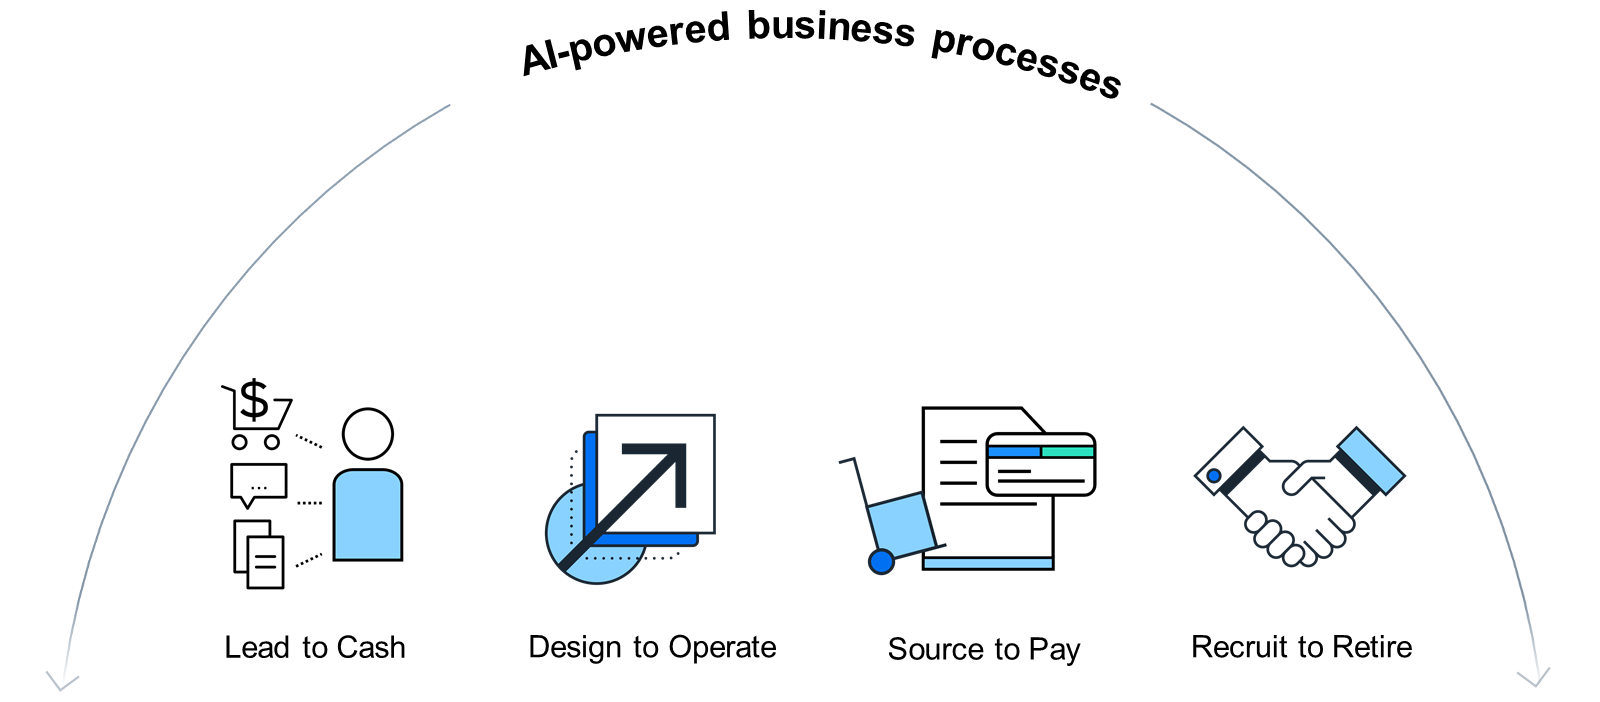 AI-powered business processes
$
...
Lead to Cash
Design to Operate
Source to Pay
Recruit to Retire